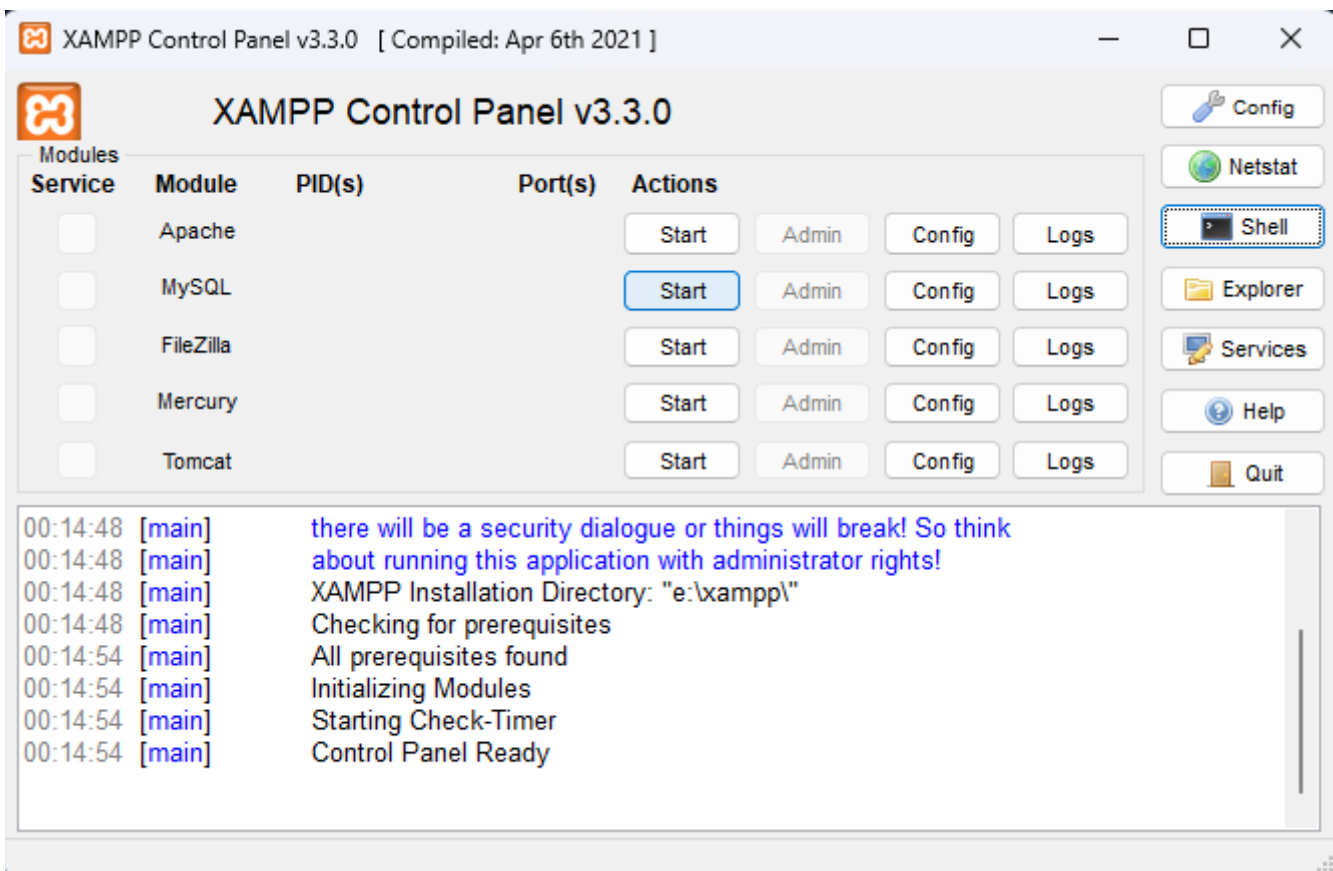 XAMPP Control Panel v3.3.0 [ Compiled: Apr 6th 2021 ]
XAMPP Control Panel v3.3.0
Config
Modules
Netstat
Service Module PID(s) Port(s) Actions
Apache Start Admin Config Logs
Shell
MySQL Start Admin Config Logs
Explorer
FileZilla Start Admin Config Logs
Services
Mercury Start Admin Config Logs
Help
Tomcat Start Admin Config Logs
Quit
00:14:48 [main] there will be a security dialogue or things will break! So think
00:14:48 [main] about running this application with administrator rights!
00:14:48 [main] XAMPP Installation Directory: "e:\xampp\"
00:14:48 [main] Checking for prerequisites
00:14:54 [main] All prerequisites found
00:14:54 [main] Initializing Modules
00:14:54 [main] Starting Check-Timer
00:14:54 [main] Control Panel Ready